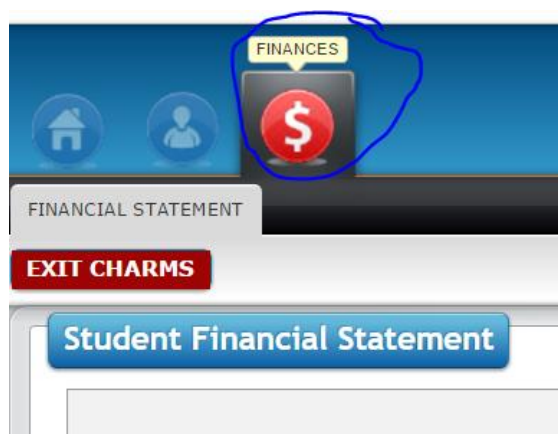 FINANCES
$
FINANCIAL STATEMENT
EXIT CHARMS
Student Financial Statement